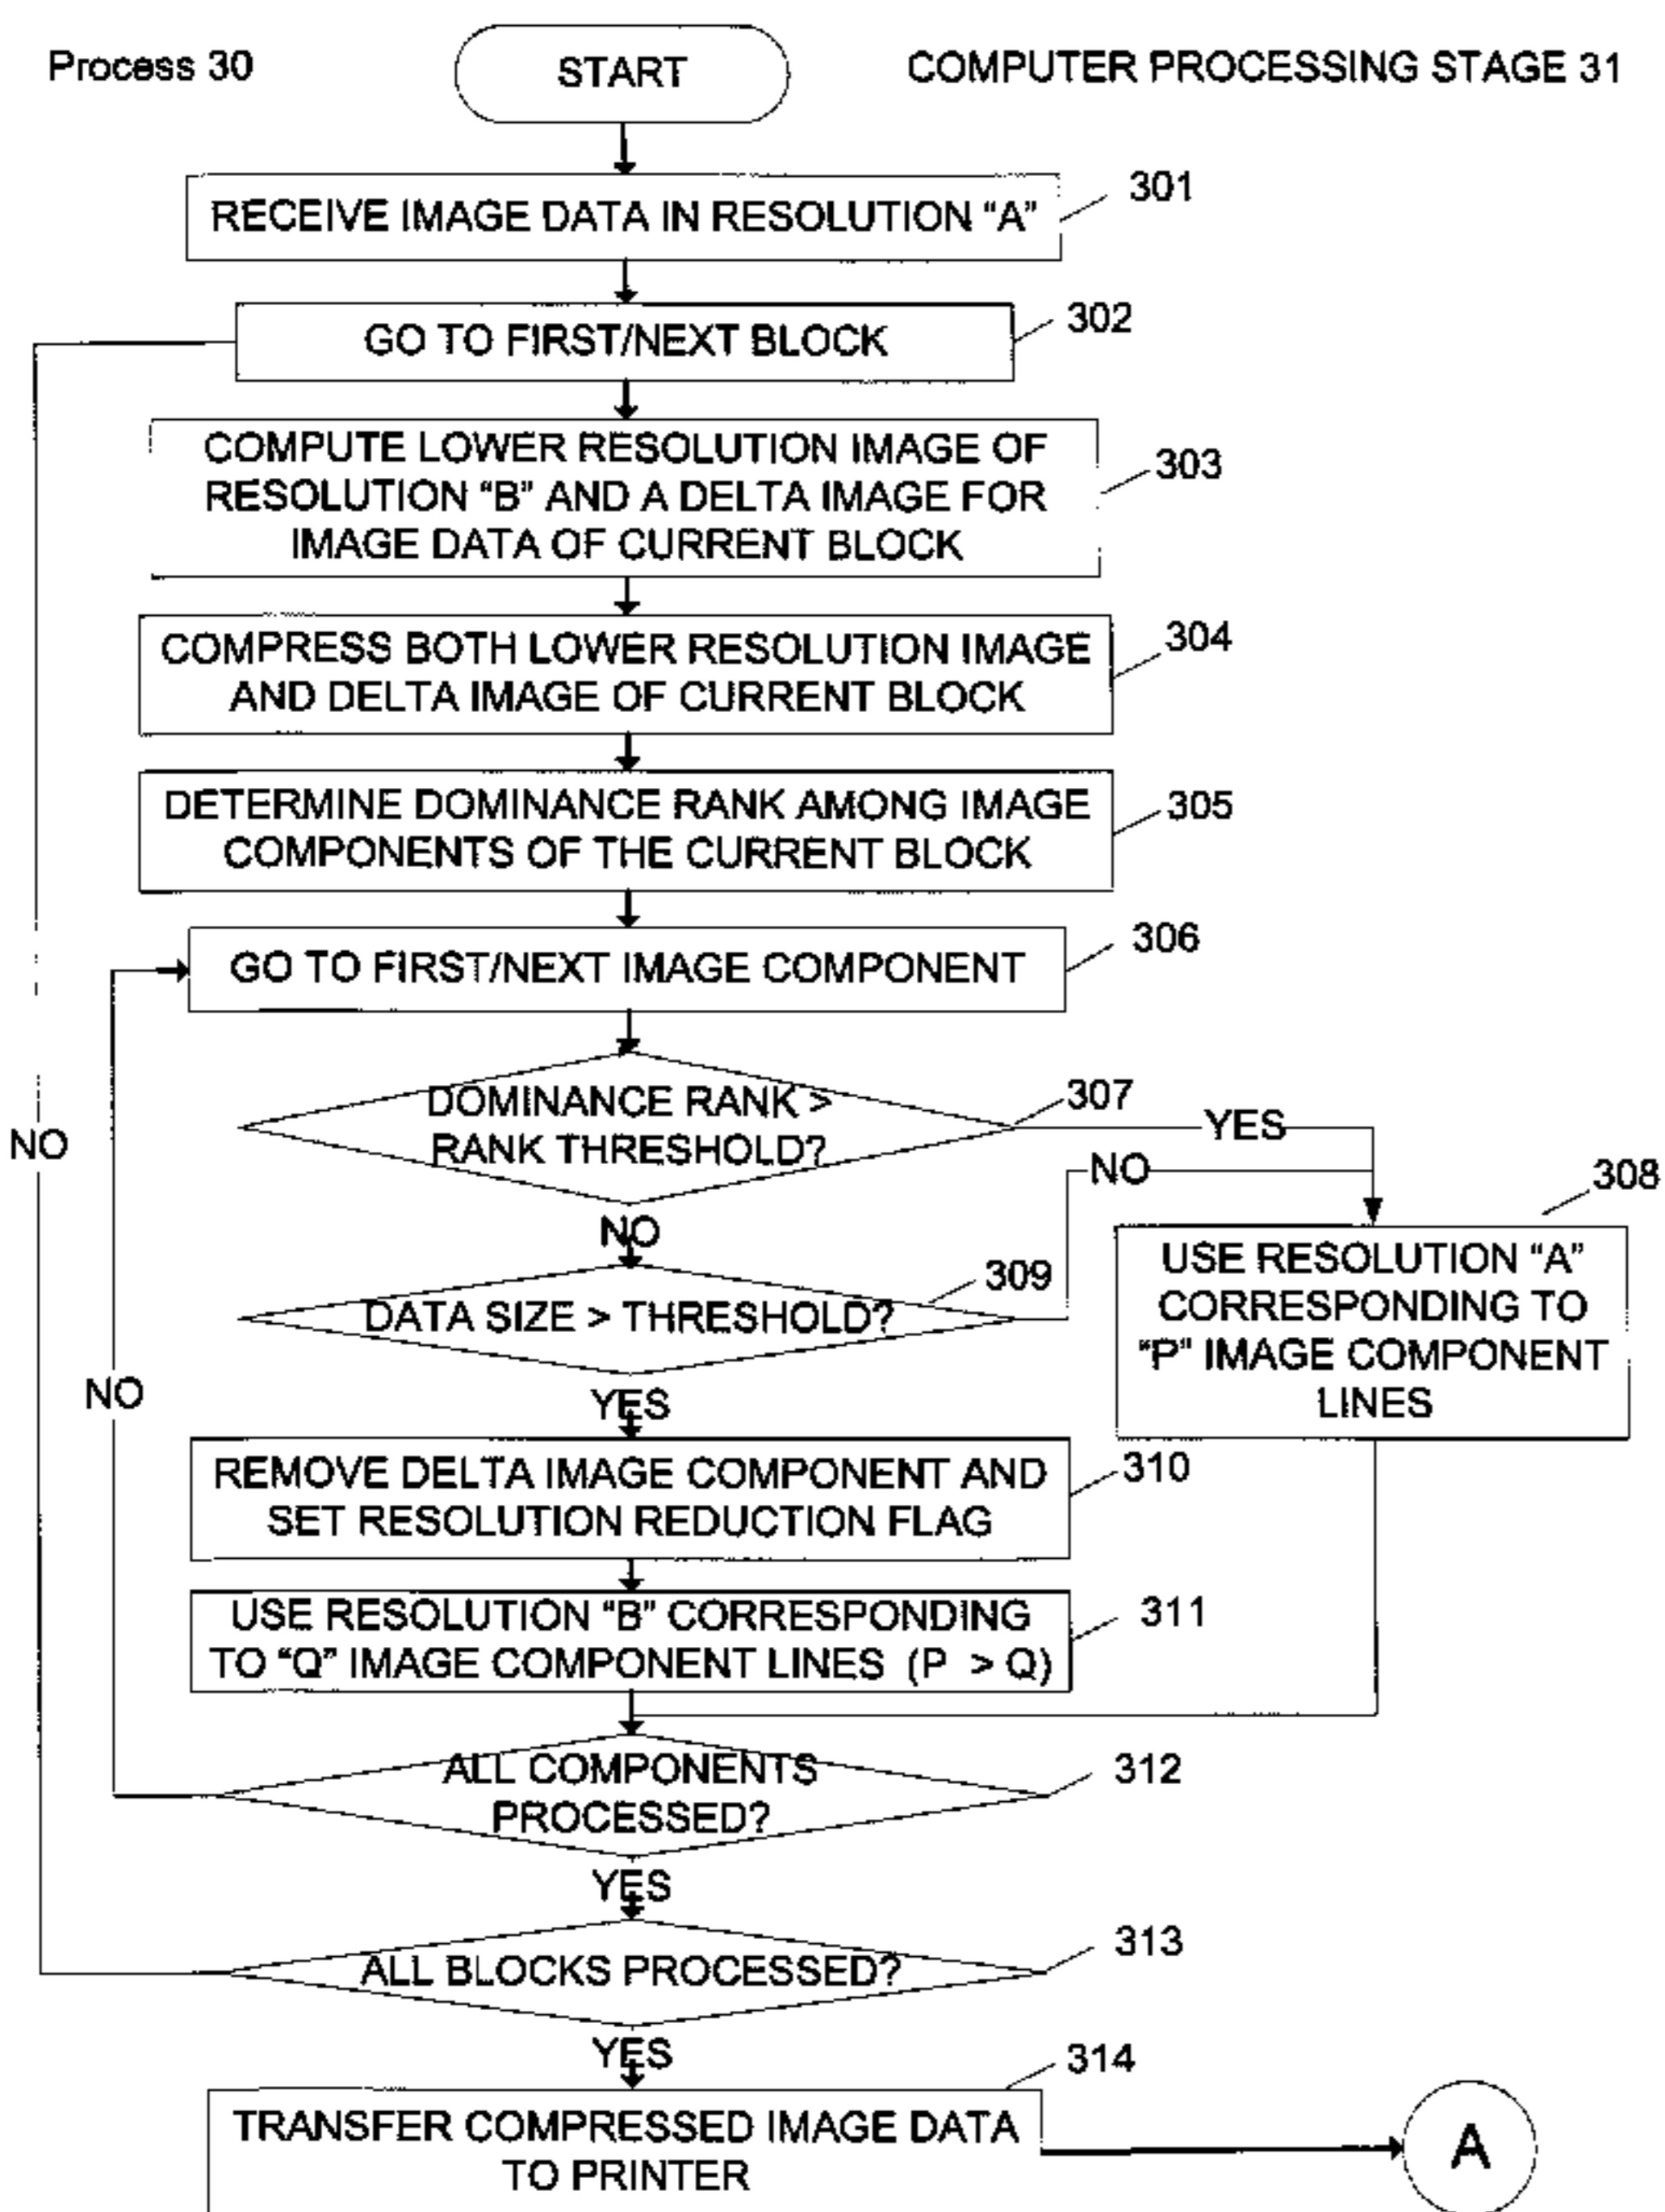 Process 30
START
COMPUTER PROCESSING STAGE 31
RECEIVE IMAGE DATA IN RESOLUTION “A”
301
GO TO FIRST/NEXT BLOCK
302
COMPUTE LOWER RESOLUTION IMAGE OF
RESOLUTION “B” AND A DELTA IMAGE FOR
IMAGE DATA OF CURRENT BLOCK
303
COMPRESS BOTH LOWER RESOLUTION IMAGE
AND DELTA IMAGE OF CURRENT BLOCK
304
DETERMINE DOMINANCE RANK AMONG IMAGE
COMPONENTS OF THE CURRENT BLOCK
305
GO TO FIRST/NEXT IMAGE COMPONENT
306
DOMINANCE RANK >
RANK THRESHOLD?
307
YES
NO
NO
NO
308
USE RESOLUTION “A”
CORRESPONDING TO
“P” IMAGE COMPONENT
LINES
DATA SIZE > THRESHOLD?
309
NO
YES
REMOVE DELTA IMAGE COMPONENT AND
SET RESOLUTION REDUCTION FLAG
310
USE RESOLUTION “B” CORRESPONDING
TO “Q” IMAGE COMPONENT LINES (P > Q)
311
ALL COMPONENTS
PROCESSED?
312
YES
ALL BLOCKS PROCESSED?
313
YES
314
TRANSFER COMPRESSED IMAGE DATA
TO PRINTER
A